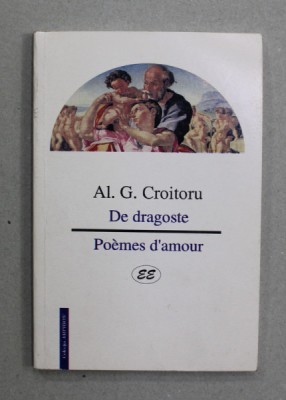 Al. G. Croitoru
De dragoste
Poèmes d'amour
EE